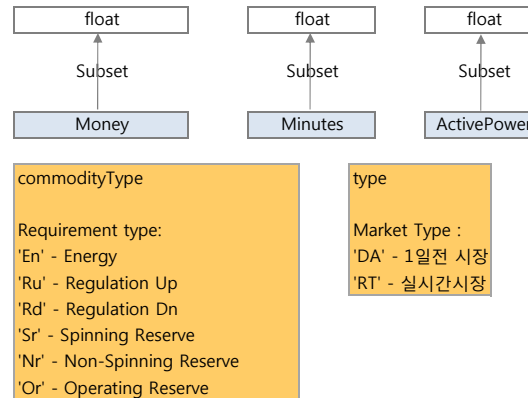 float
float
float
Subset
Subset
Subset
Money
Minutes
ActivePower
commodityType
Requirement type:
'En' - Energy
'Ru' - Regulation Up
'Rd' - Regulation Dn
'Sr' - Spinning Reserve
'Nr' - Non-Spinning Reserve
'Or' - Operating Reserve
type
Market Type :
'DA' - 1일전 시장
'RT' - 실시간시장